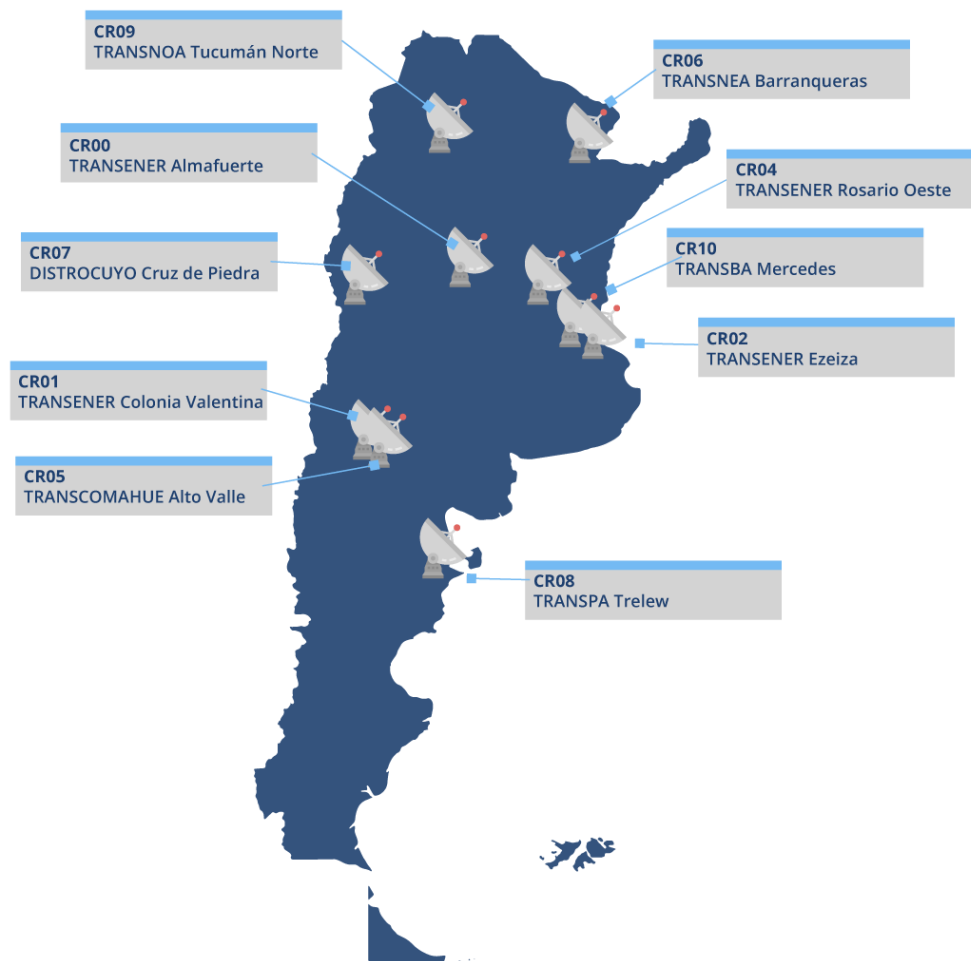 CR09
TRANSNOA Tucumán Norte
CR06
TRANSNEA Barranqueras
CR00
TRANSENER Almafuerte
CR04
TRANSENER Rosario Oeste
CR07
DISTROCUYO Cruz de Piedra
CR10
TRANSBA Mercedes
CR02
TRANSENER Ezeiza
CR01
TRANSENER Colonia Valentina
CR05
TRANSCOMAHUE Alto Valle
CR08
TRANSPA Trelew